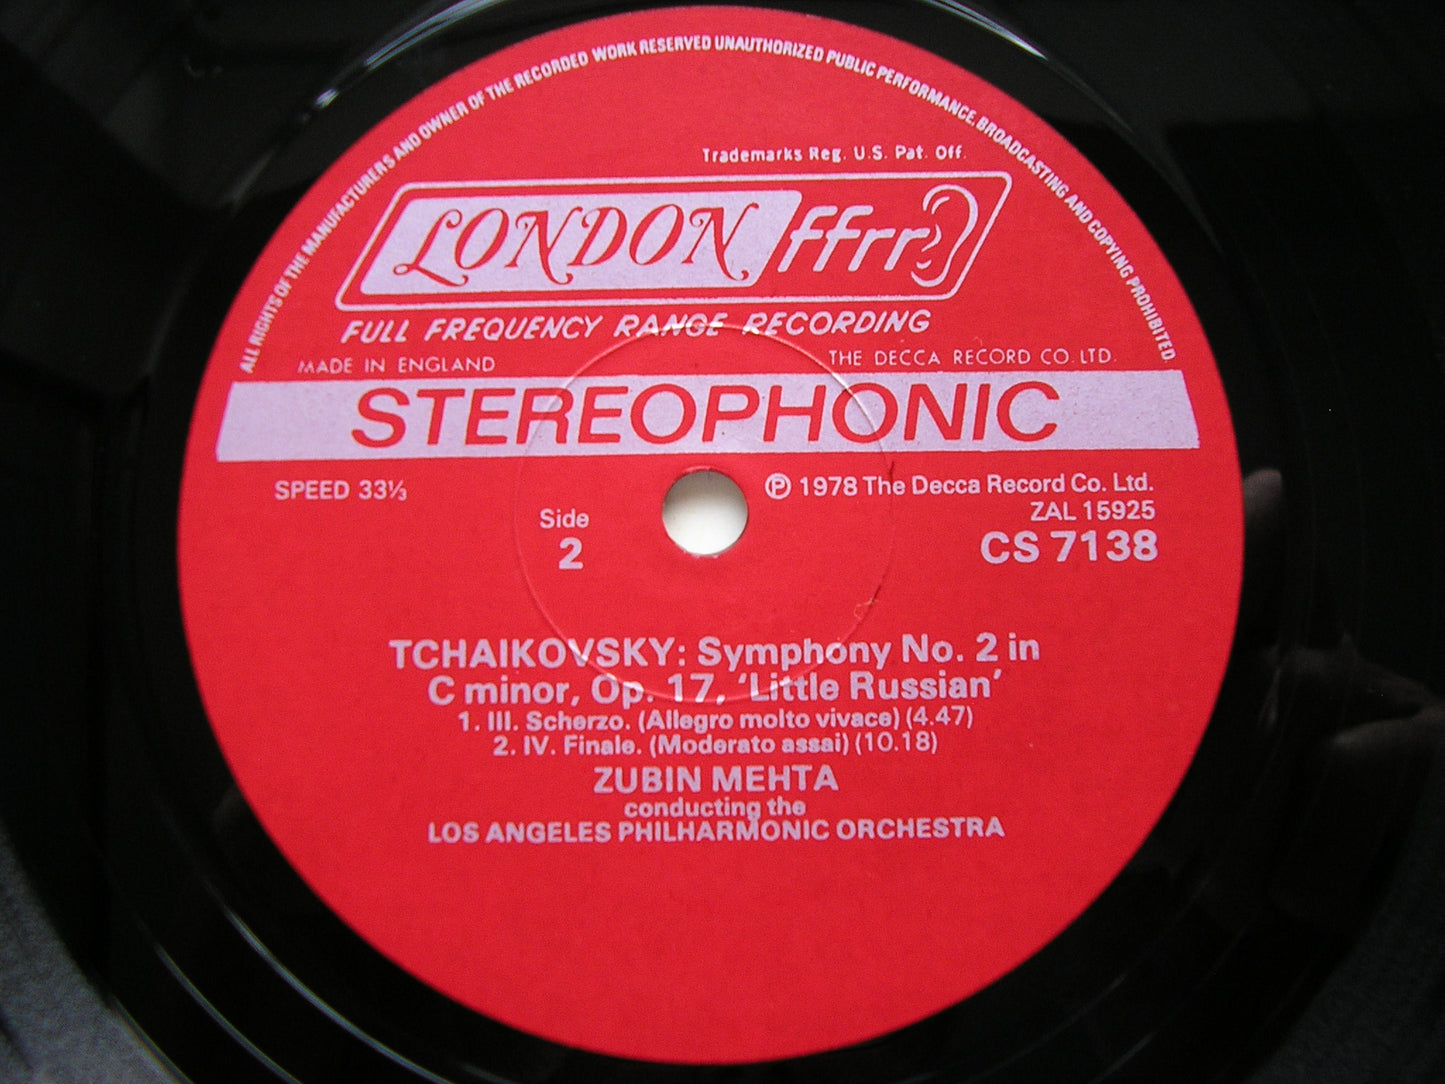 ALL RIGHTS OF THE MANUFACTURERS AND OWNER OF THE RECORDED WORK RESERVED UNAUTHORIZED PUBLIC PERFORMANCE, BROADCASTING AND COPYING PROHIBITED
Trademarks Reg. U.S. Pat. Off.
LONDON ffrr
FULL FREQUENCY RANGE RECORDING
MADE IN ENGLAND THE DECCA RECORD CO. LTD.
STEREOPHONIC
SPEED 33⅓ ℗ 1978 The Decca Record Co. Ltd.
ZAL 15925
Side CS 7138
2
TCHAIKOVSKY: Symphony No. 2 in
C minor, Op. 17, ‘Little Russian’
1. III. Scherzo. (Allegro molto vivace) (4.47)
2. IV. Finale. (Moderato assai) (10.18)
ZUBIN MEHTA
conducting the
LOS ANGELES PHILHARMONIC ORCHESTRA